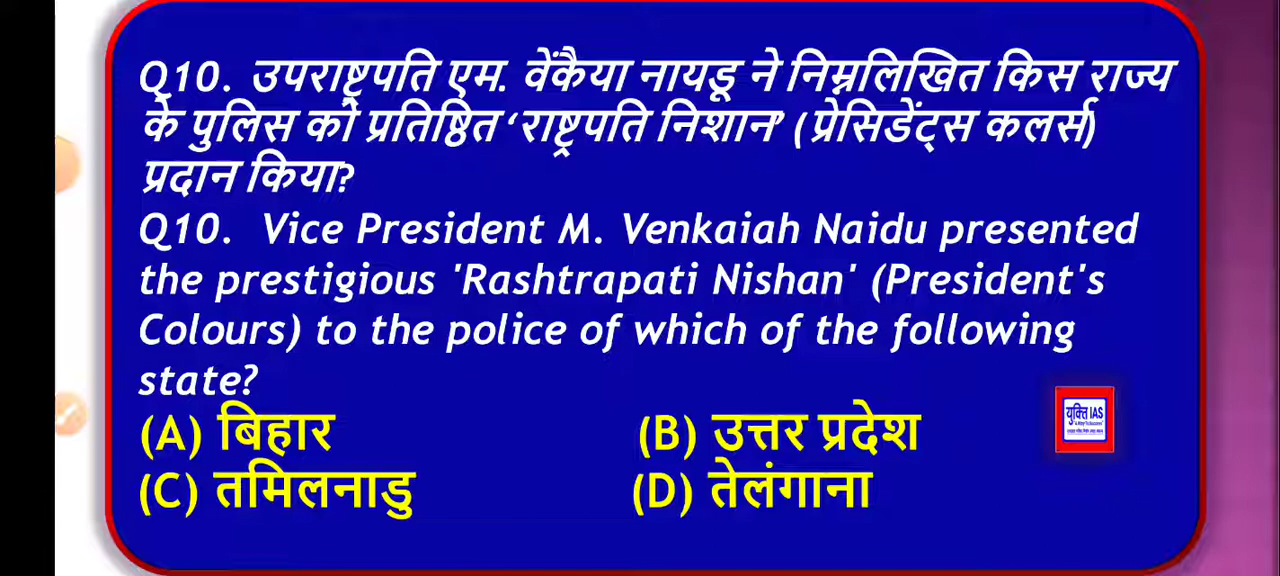 Q10. उपराष्ट्रपति एम. वेंकैया नायडू ने निम्नलिखित किस राज्य
के पुलिस को प्रतिष्ठित ‘राष्ट्रपति निशान’ (प्रेसिडेंट्स कलर्स)
प्रदान किया?
Q10. Vice President M. Venkaiah Naidu presented
the prestigious 'Rashtrapati Nishan' (President's
Colours) to the police of which of the following
state?
(A) बिहार (B) उत्तर प्रदेश
युक्ति IAS
(C) तमिलनाडु (D) तेलंगाना